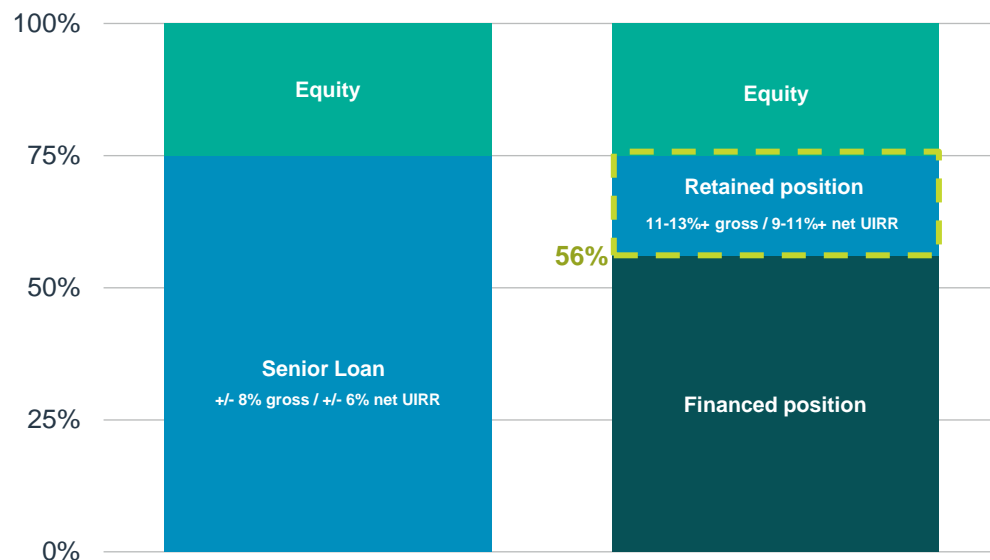 100%
Equity
Equity
75%
Retained position
11-13%+ gross / 9-11%+ net UIRR
56%
50%
Senior Loan
+/- 8% gross / +/- 6% net UIRR
Financed position
25%
0%